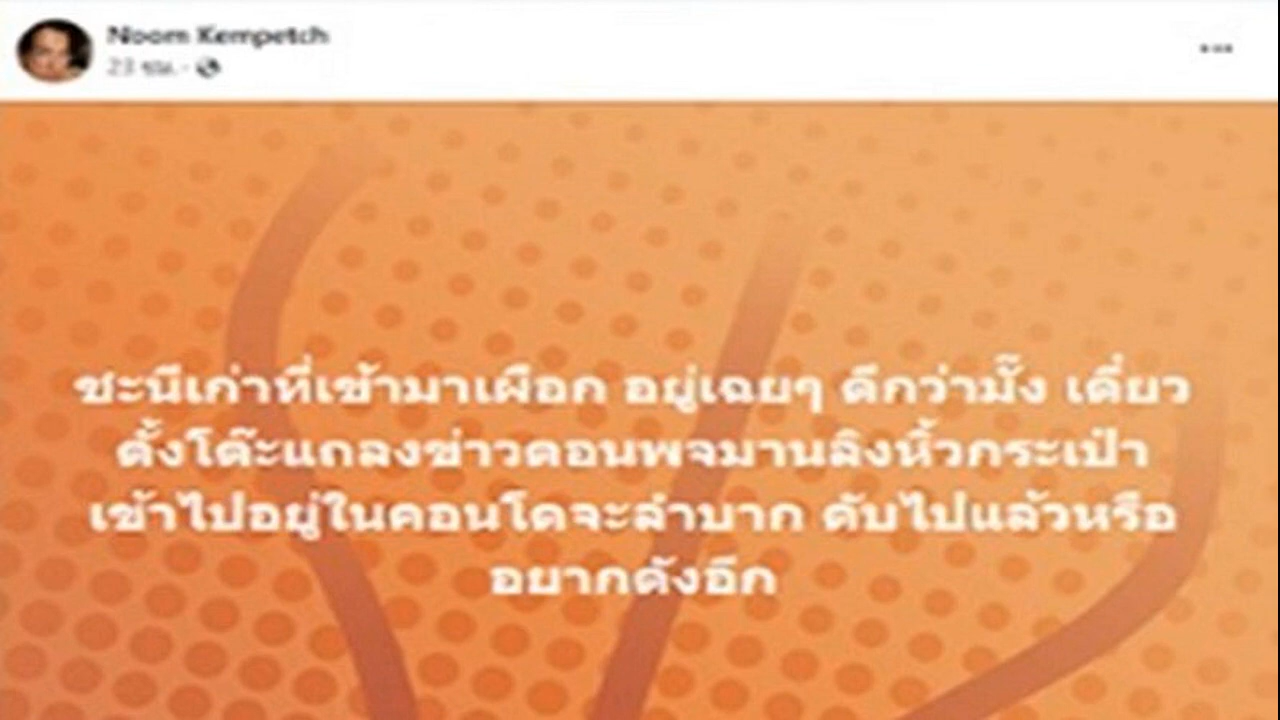 Noom Kempetch
23 ชม.
ชะนีเก่าที่เข้ามาเผือก อยู่เฉยๆ ดีกว่ามั๊ง เดี๋ยว
ตั้งโต๊ะแถลงข่าวตอนพจมานลิงหิ้วกระเป๋า
เข้าไปอยู่ในคอนโดจะลำบาก ดับไปแล้วหรือ
อยากดังอีก